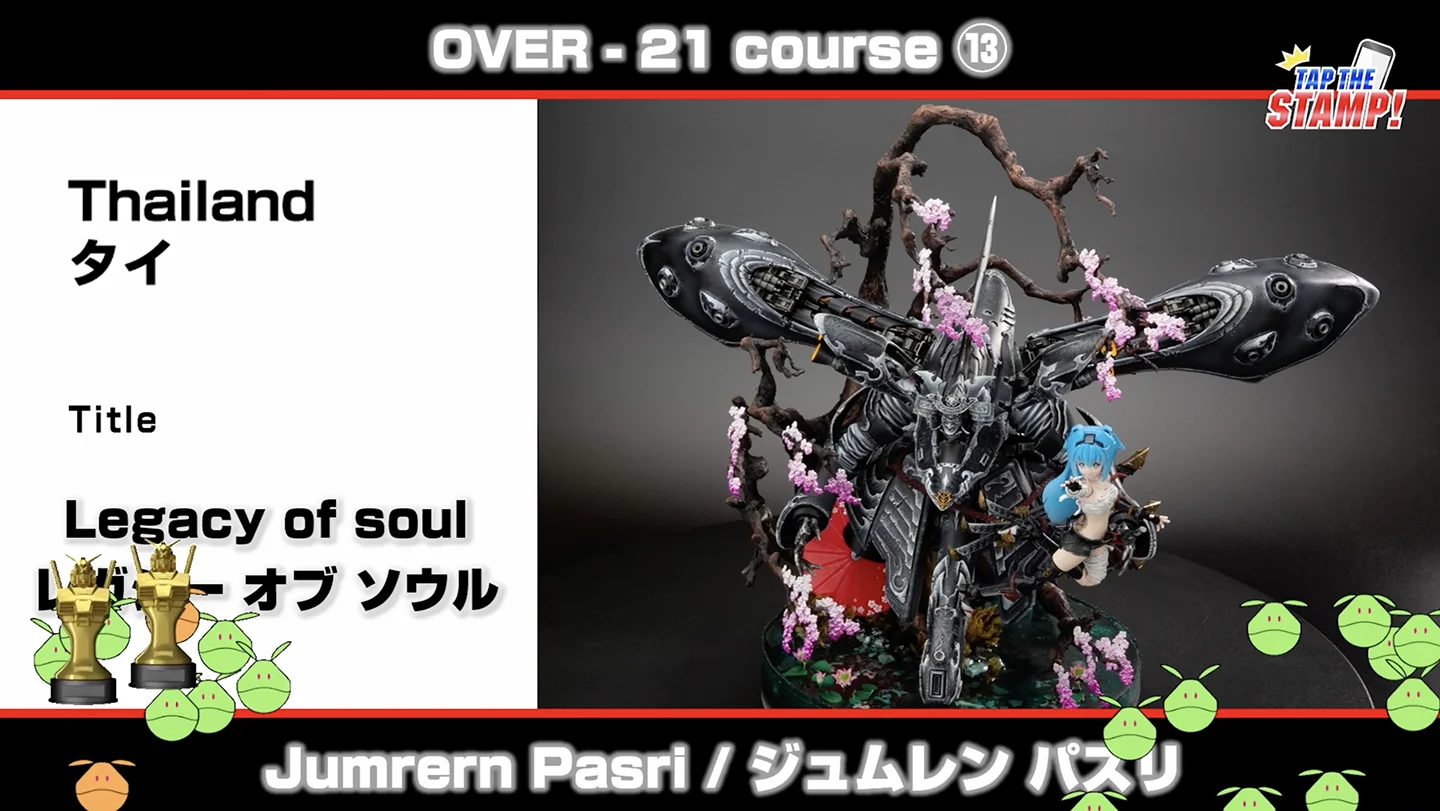 OVER - 21 course ⑬
TAP THE
STAMP!
Thailand
タイ
Title
Legacy of soul
オブ ソウル
Jumrern Pasri / ジュムレン パスリ